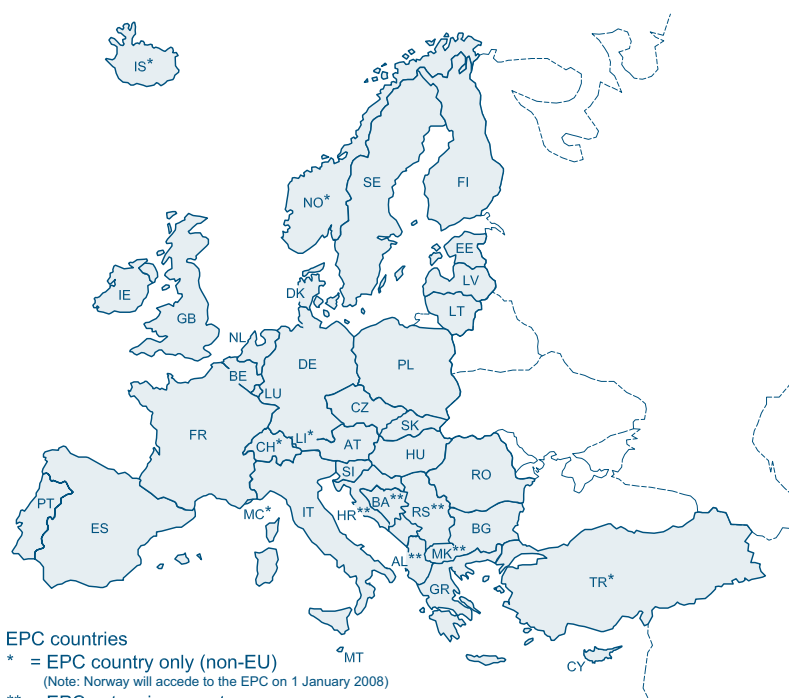 IS*
NO*
SE
FI
EE
LV
LT
DK
IE
GB
NL
BE
LU
DE
PL
CZ
SK
FR
CH*
LI*
AT
HU
SI
RO
PT
ES
MC*
IT
HR**
BA**
RS**
BG
AL**
MK**
GR
TR*
MT
CY
EPC countries
* = EPC country only (non-EU)
(Note: Norway will accede to the EPC on 1 January 2008)